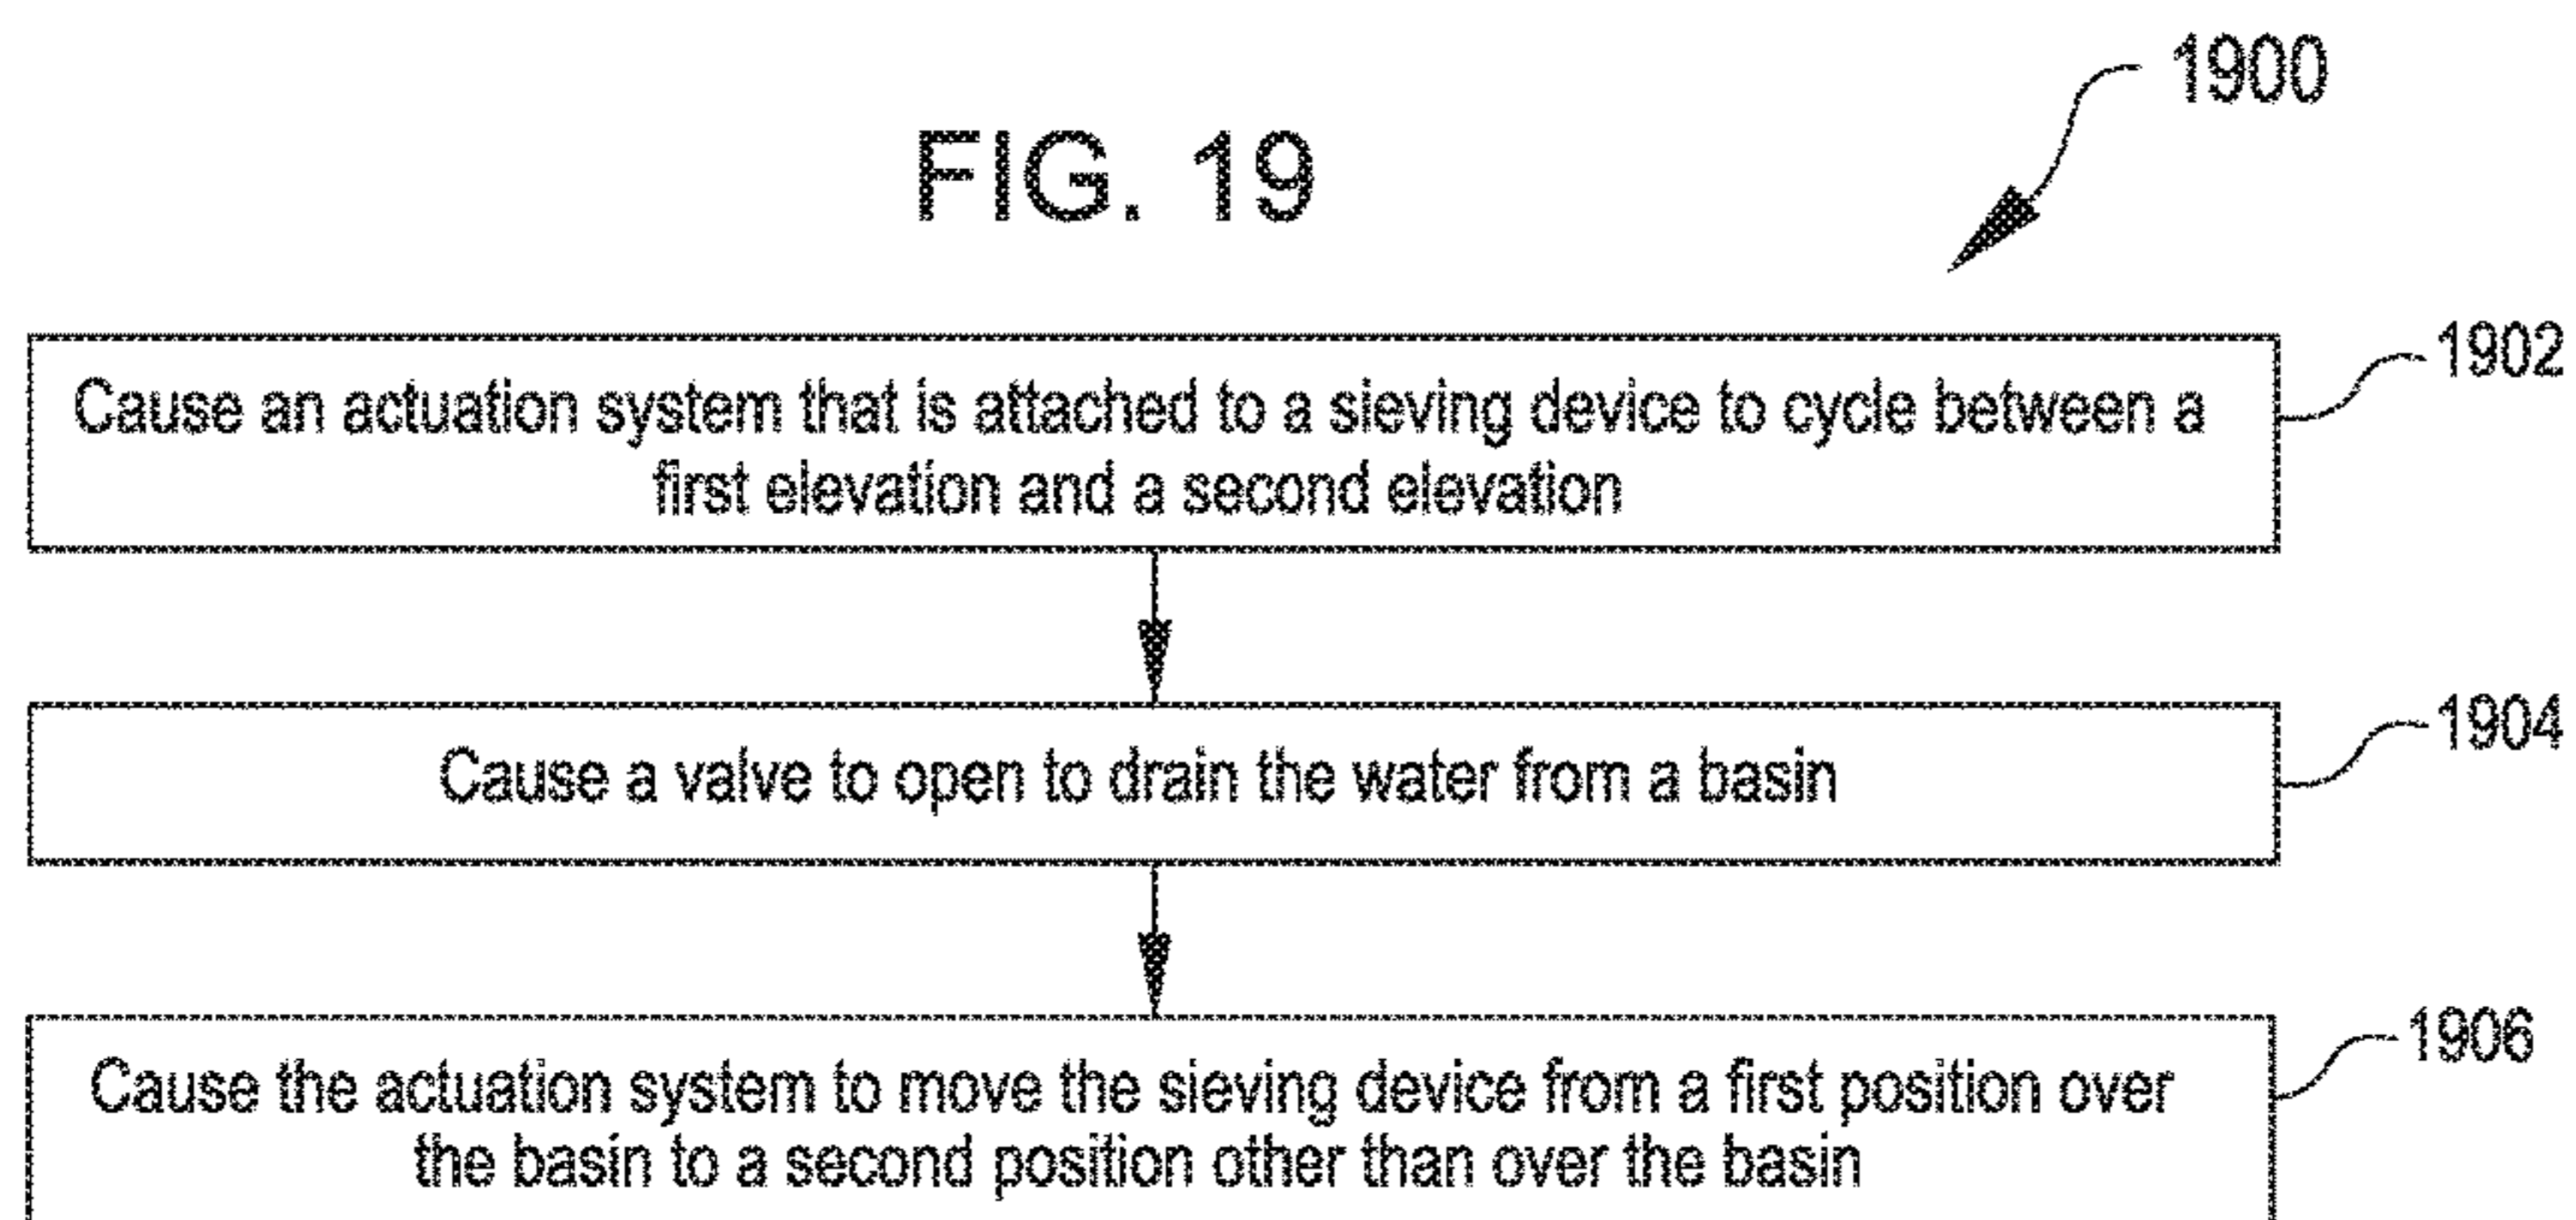 1900
FIG. 19
1902
Cause an actuation system that is attached to a sieving device to cycle between a
first elevation and a second elevation
1904
Cause a valve to open to drain the water from a basin
1906
Cause the actuation system to move the sieving device from a first position over
the basin to a second position other than over the basin